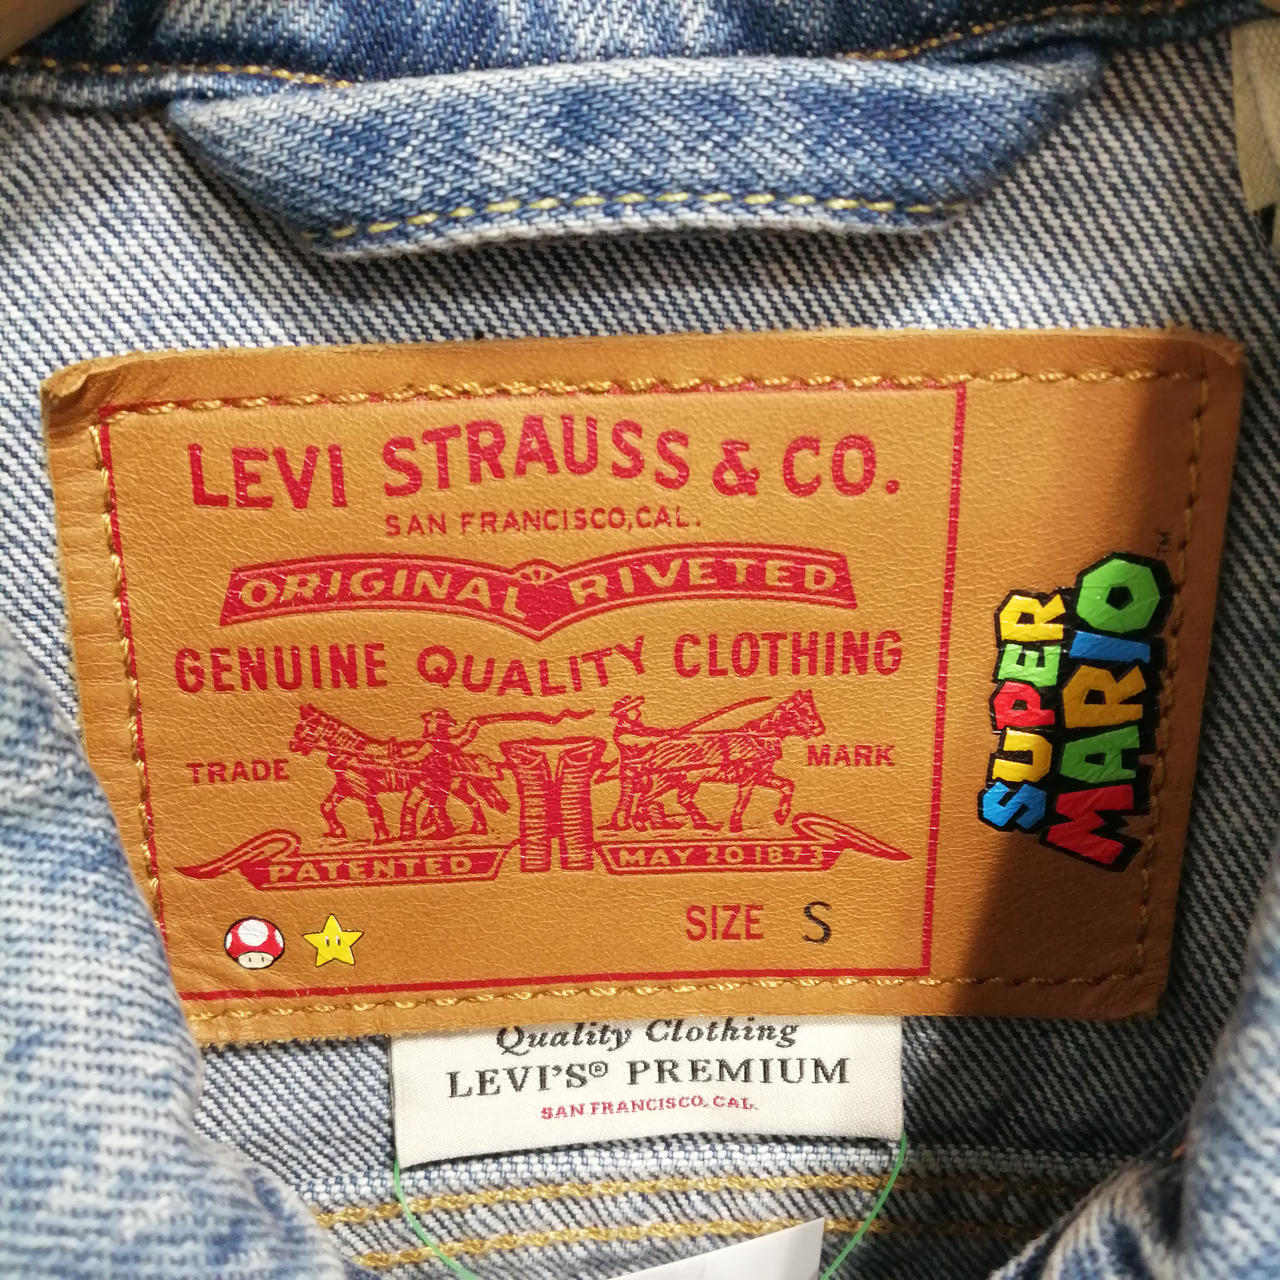 LEVI STRAUSS & CO.
SAN FRANCISCO, CAL.
ORIGINAL RIVETED
GENUINE QUALITY CLOTHING
TRADE MARK
PATENTED MAY 20 1873
SIZE S
SUPER
MARIO™
Quality Clothing
LEVI'S® PREMIUM
SAN FRANCISCO, CAL.